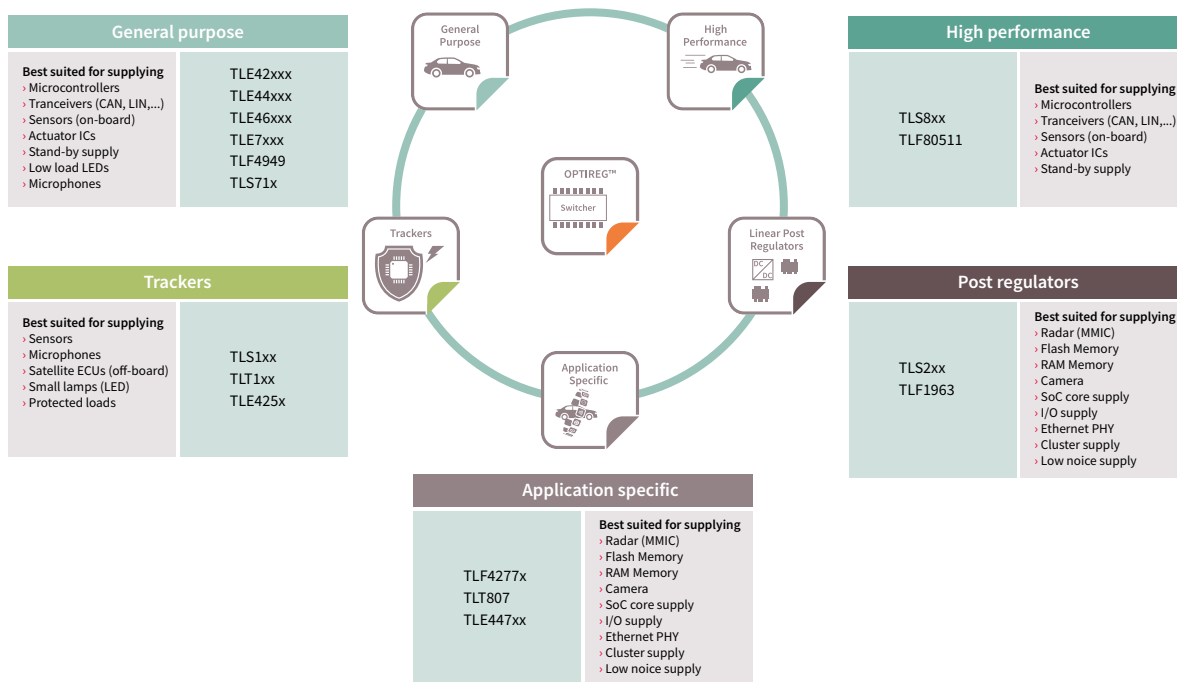 General purpose
Best suited for supplying
› Microcontrollers
› Tranceivers (CAN, LIN,...)
› Sensors (on-board)
› Actuator ICs
› Stand-by supply
› Low load LEDs
› Microphones
TLE42xxx
TLE44xxx
TLE46xxx
TLE7xxx
TLF4949
TLS71x
General
Purpose
High
Performance
OPTIREG™
Switcher
Trackers
Linear Post
Regulators
DC
DC
Application
Specific
High performance
TLS8xx
TLF80511
Best suited for supplying
› Microcontrollers
› Tranceivers (CAN, LIN,...)
› Sensors (on-board)
› Actuator ICs
› Stand-by supply
Trackers
Best suited for supplying
› Sensors
› Microphones
› Satellite ECUs (off-board)
› Small lamps (LED)
› Protected loads
TLS1xx
TLT1xx
TLE425x
Post regulators
TLS2xx
TLF1963
Best suited for supplying
› Radar (MMIC)
› Flash Memory
› RAM Memory
› Camera
› SoC core supply
› I/O supply
› Ethernet PHY
› Cluster supply
› Low noice supply
Application specific
TLF4277x
TLT807
TLE447xx
Best suited for supplying
› Radar (MMIC)
› Flash Memory
› RAM Memory
› Camera
› SoC core supply
› I/O supply
› Ethernet PHY
› Cluster supply
› Low noice supply